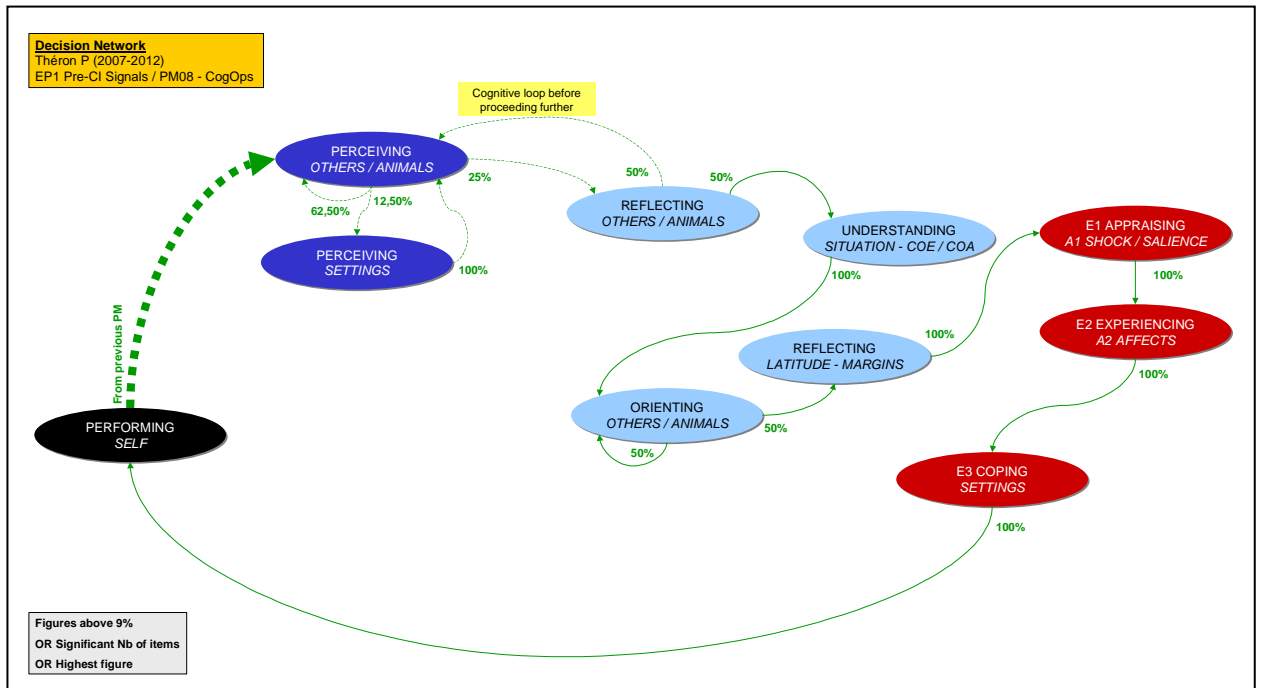 Decision Network
Théron P (2007-2012)
EP1 Pre-CI Signals / PM08 - CogOps
Cognitive loop before
proceeding further
PERCEIVING
OTHERS / ANIMALS
25%
50%
50%
62,50%
12,50%
REFLECTING
OTHERS / ANIMALS
UNDERSTANDING
SITUATION - COE / COA
E1 APPRAISING
A1 SHOCK / SALIENCE
PERCEIVING
SETTINGS
100%
100%
100%
From previous PM
E2 EXPERIENCING
A2 AFFECTS
REFLECTING
LATITUDE - MARGINS
100%
100%
ORIENTING
OTHERS / ANIMALS
50%
50%
PERFORMING
SELF
E3 COPING
SETTINGS
100%
Figures above 9%
OR Significant Nb of items
OR Highest figure